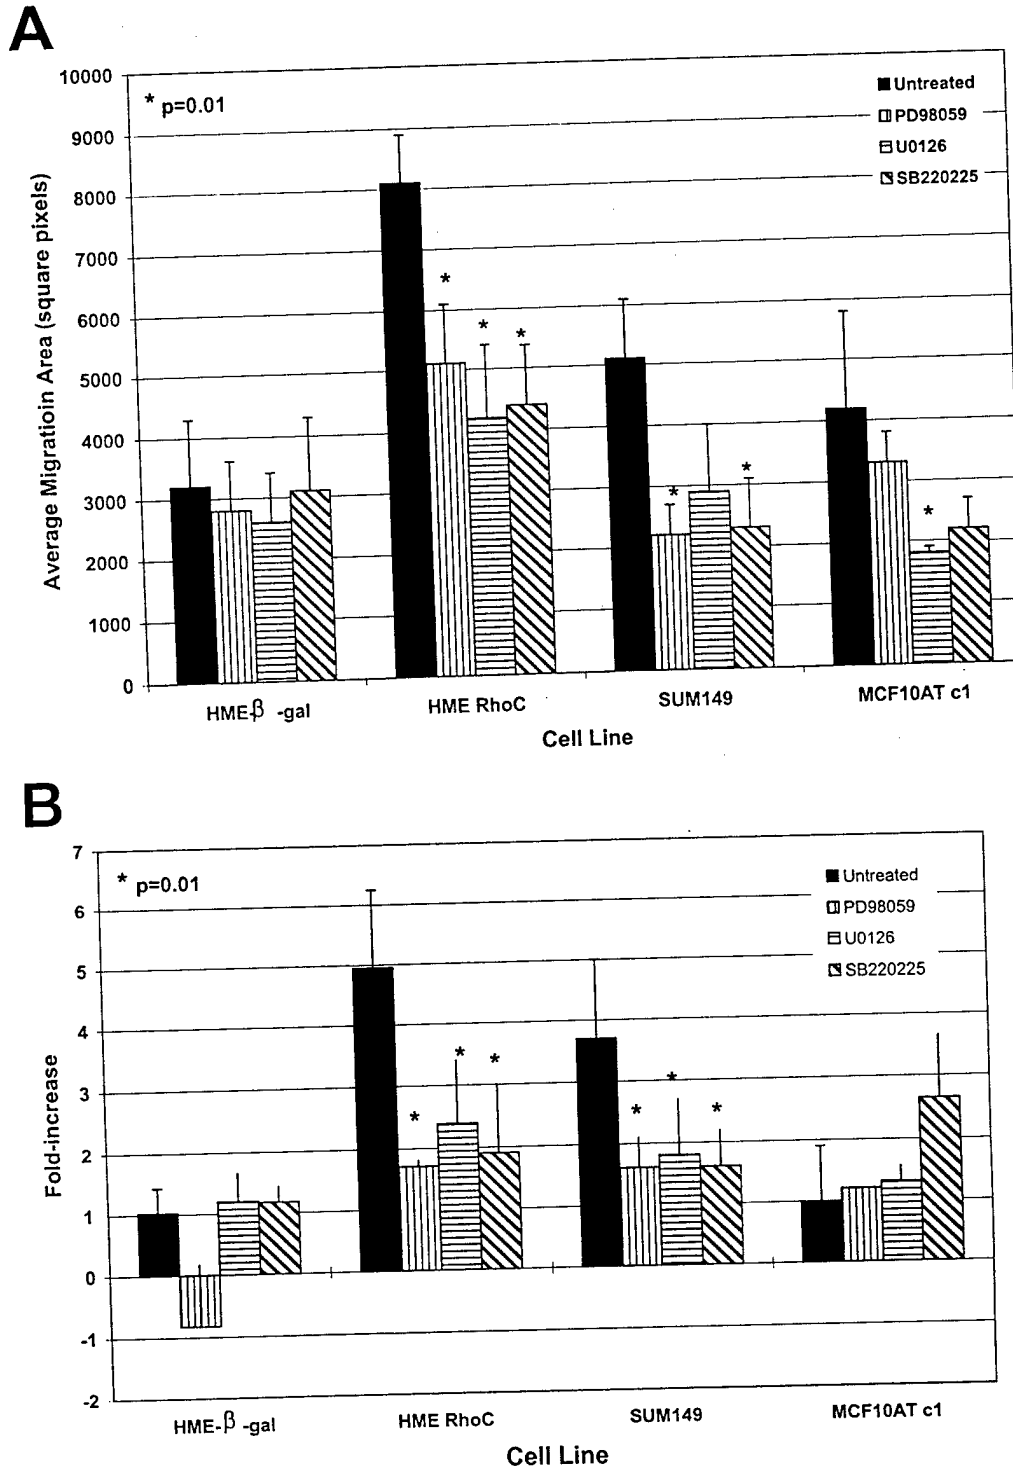 A
10000
9000
8000
7000
6000
5000
4000
3000
2000
1000
0
Average Migratioin Area (square pixels)
* p=0.01
Untreated
PD98059
U0126
SB220225
*
*
*
*
*
*
HME-β -gal
HME RhoC
SUM149
MCF10AT c1
Cell Line
B
7
6
5
4
3
2
1
0
-1
-2
Fold-increase
* p=0.01
Untreated
PD98059
U0126
SB220225
*
*
*
*
*
*
HME-β -gal
HME RhoC
SUM149
MCF10AT c1
Cell Line